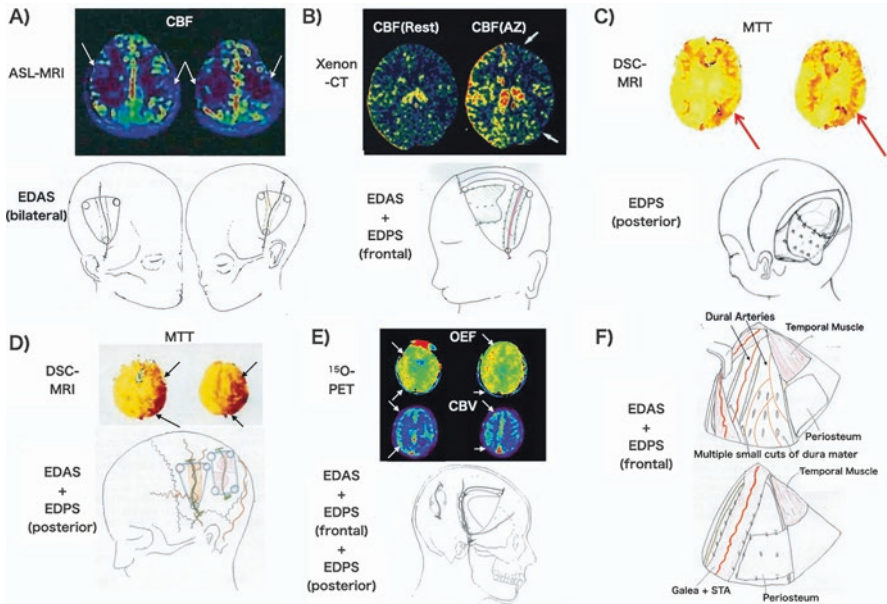 A)
CBF
ASL-MRI
EDAS
(bilateral)
B)
CBF(Rest)
CBF(AZ)
Xenon
-CT
EDAS
+
EDPS
(frontal)
C)
MTT
DSC-
MRI
EDPS
(posterior)
D)
MTT
DSC-
MRI
EDAS
+
EDPS
(posterior)
E)
OEF
¹⁵O-
PET
CBV
EDAS
+
EDPS
(frontal)
+
EDPS
(posterior)
F)
Dural Arteries
Temporal Muscle
EDAS
+
EDPS
(frontal)
Periosteum
Multiple small cuts of dura mater
Temporal Muscle
Galea + STA
Periosteum